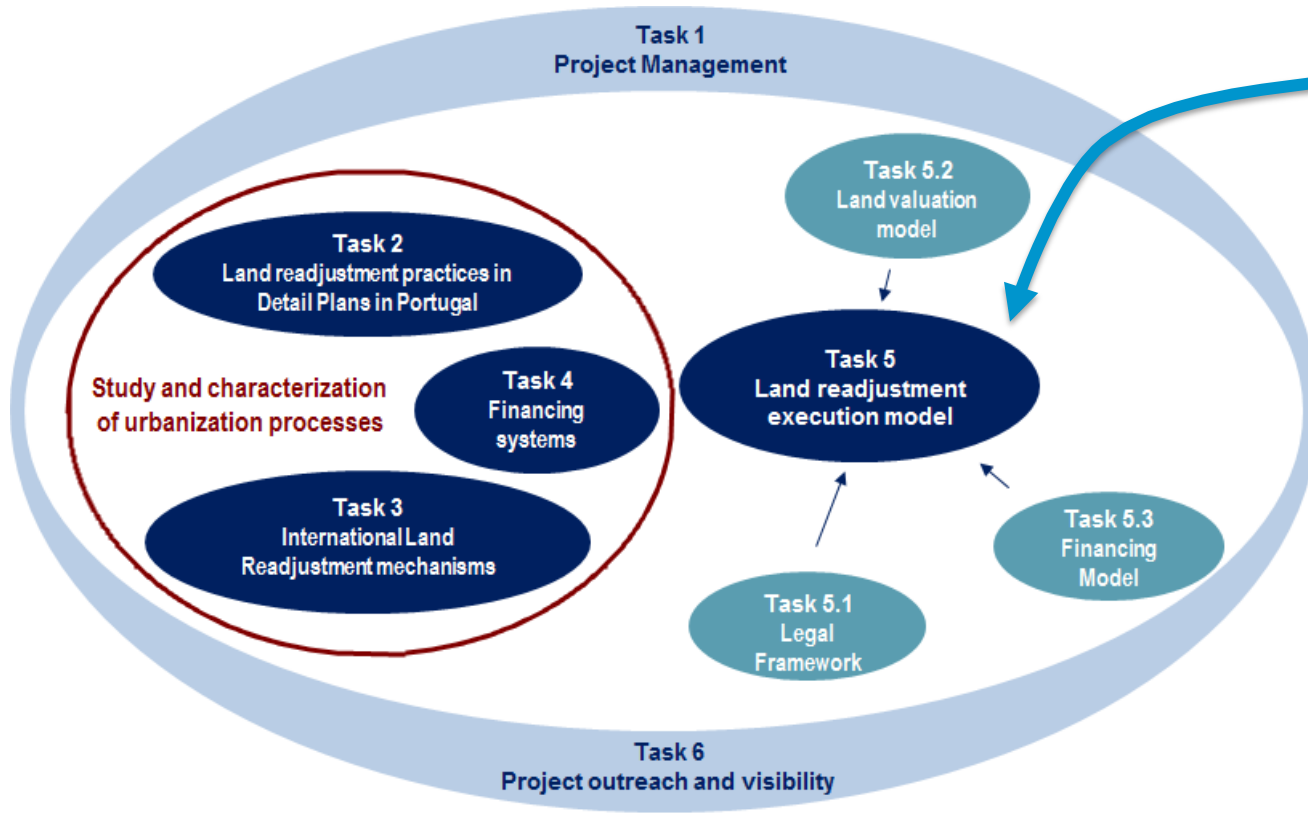 Task 1
Project Management
Task 5.2
Land valuation
model
Task 2
Land readjustment practices in
Detail Plans in Portugal
Study and characterization
of urbanization processes
Task 4
Financing
systems
Task 5
Land readjustment
execution model
Task 3
International Land
Readjustment mechanisms
Task 5.3
Financing
Model
Task 5.1
Legal
Framework
Task 6
Project outreach and visibility